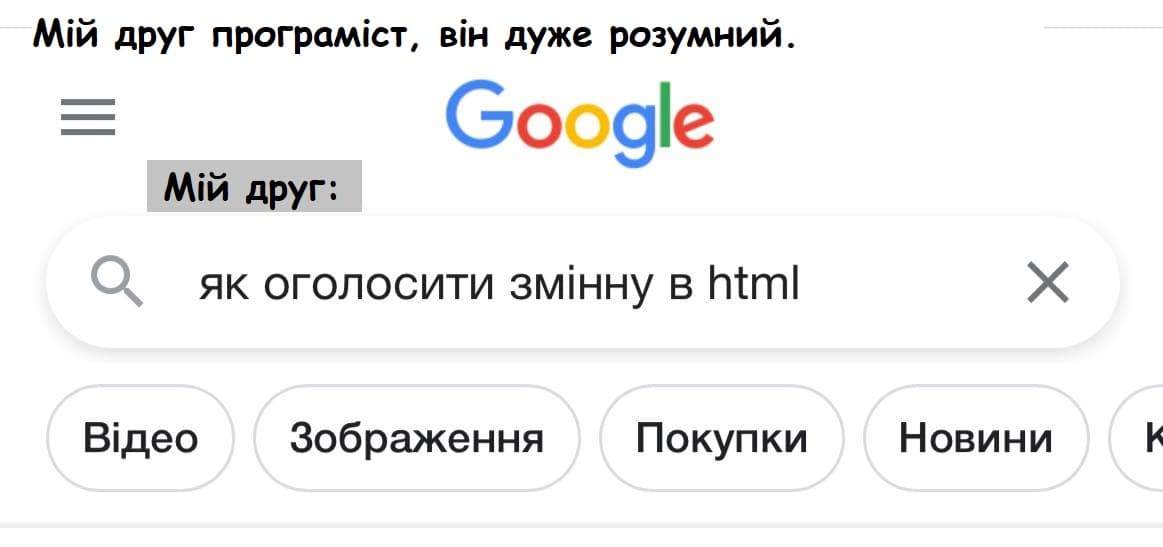 Мій друг програміст, він дуже розумний.
Google
Мій друг:
як оголосити змінну в html
Відео Зображення Покупки Новини